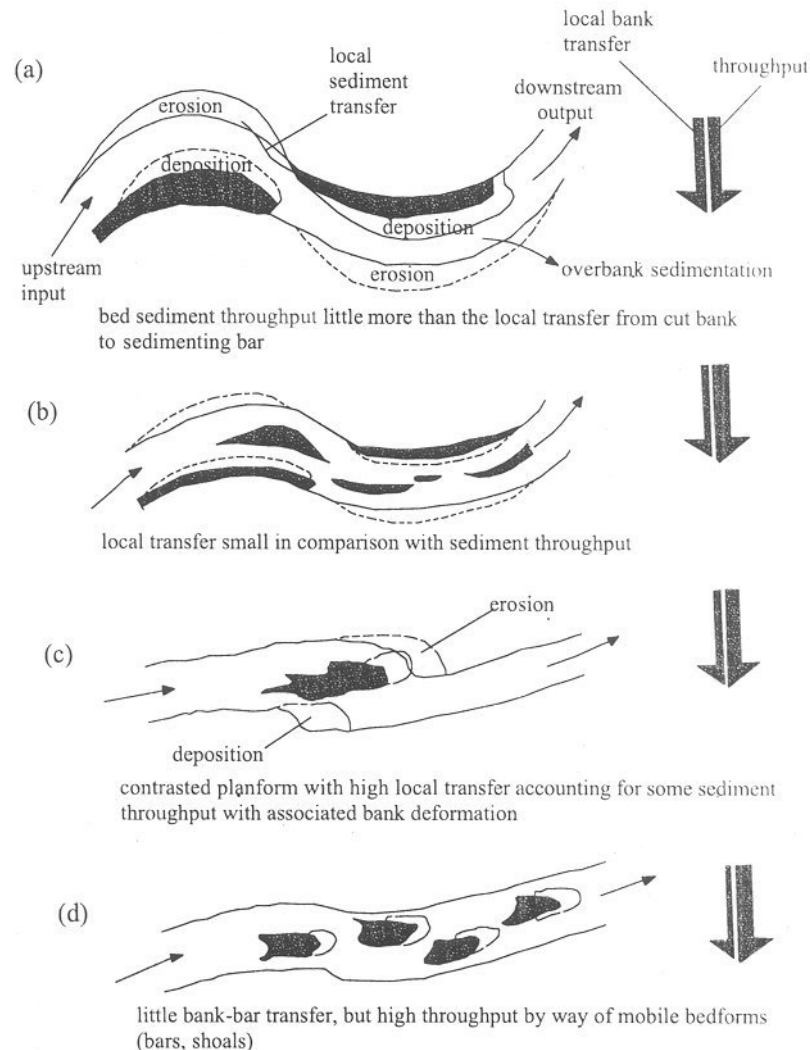 (a)
erosion
local
sediment
transfer
deposition
downstream
output
local bank
transfer
throughput
upstream
input
deposition
erosion
overbank sedimentation
bed sediment throughput little more than the local transfer from cut bank
to sedimenting bar
(b)
local transfer small in comparison with sediment throughput
(c)
erosion
deposition
contrasted planform with high local transfer accounting for some sediment
throughput with associated bank deformation
(d)
little bank-bar transfer, but high throughput by way of mobile bedforms
(bars, shoals)